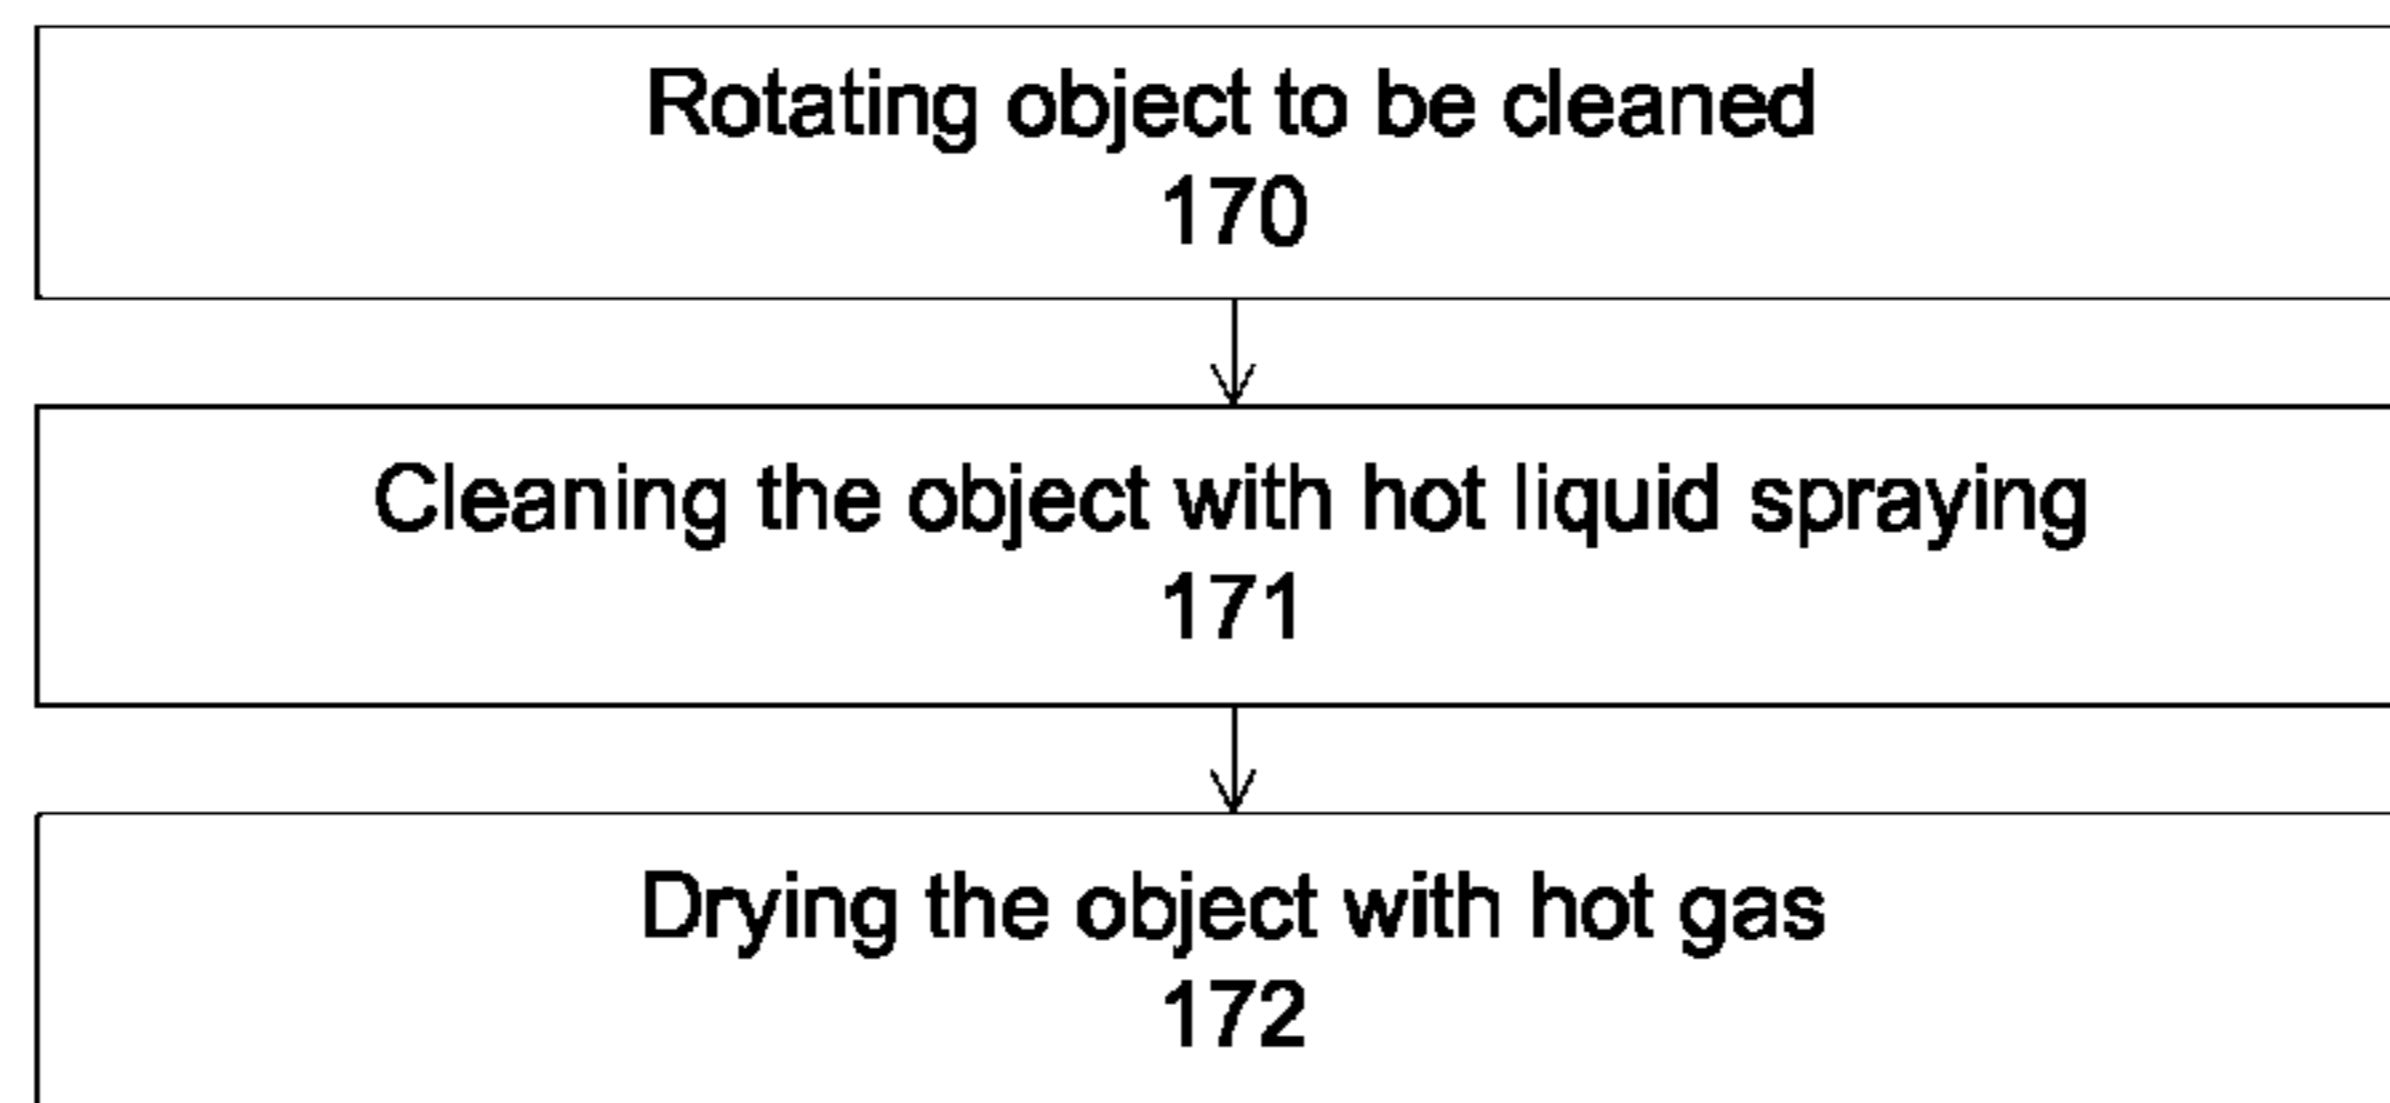 Rotating object to be cleaned
170
Cleaning the object with hot liquid spraying
171
Drying the object with hot gas
172